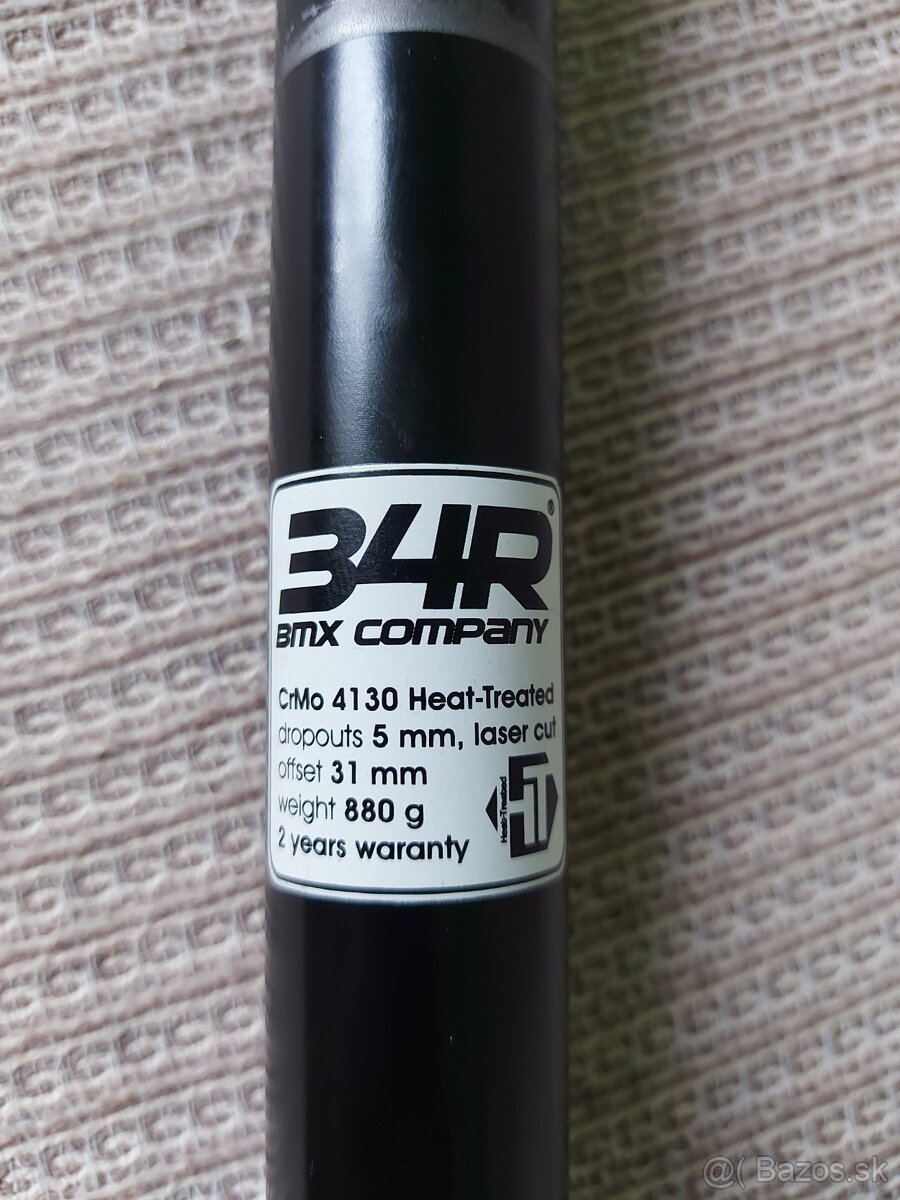 34R®
BMX COMPANY
CrMo 4130 Heat-Treated
dropouts 5 mm, laser cut
offset 31 mm
weight 880 g
2 years waranty
Heat-Treated
@( Bazos.sk